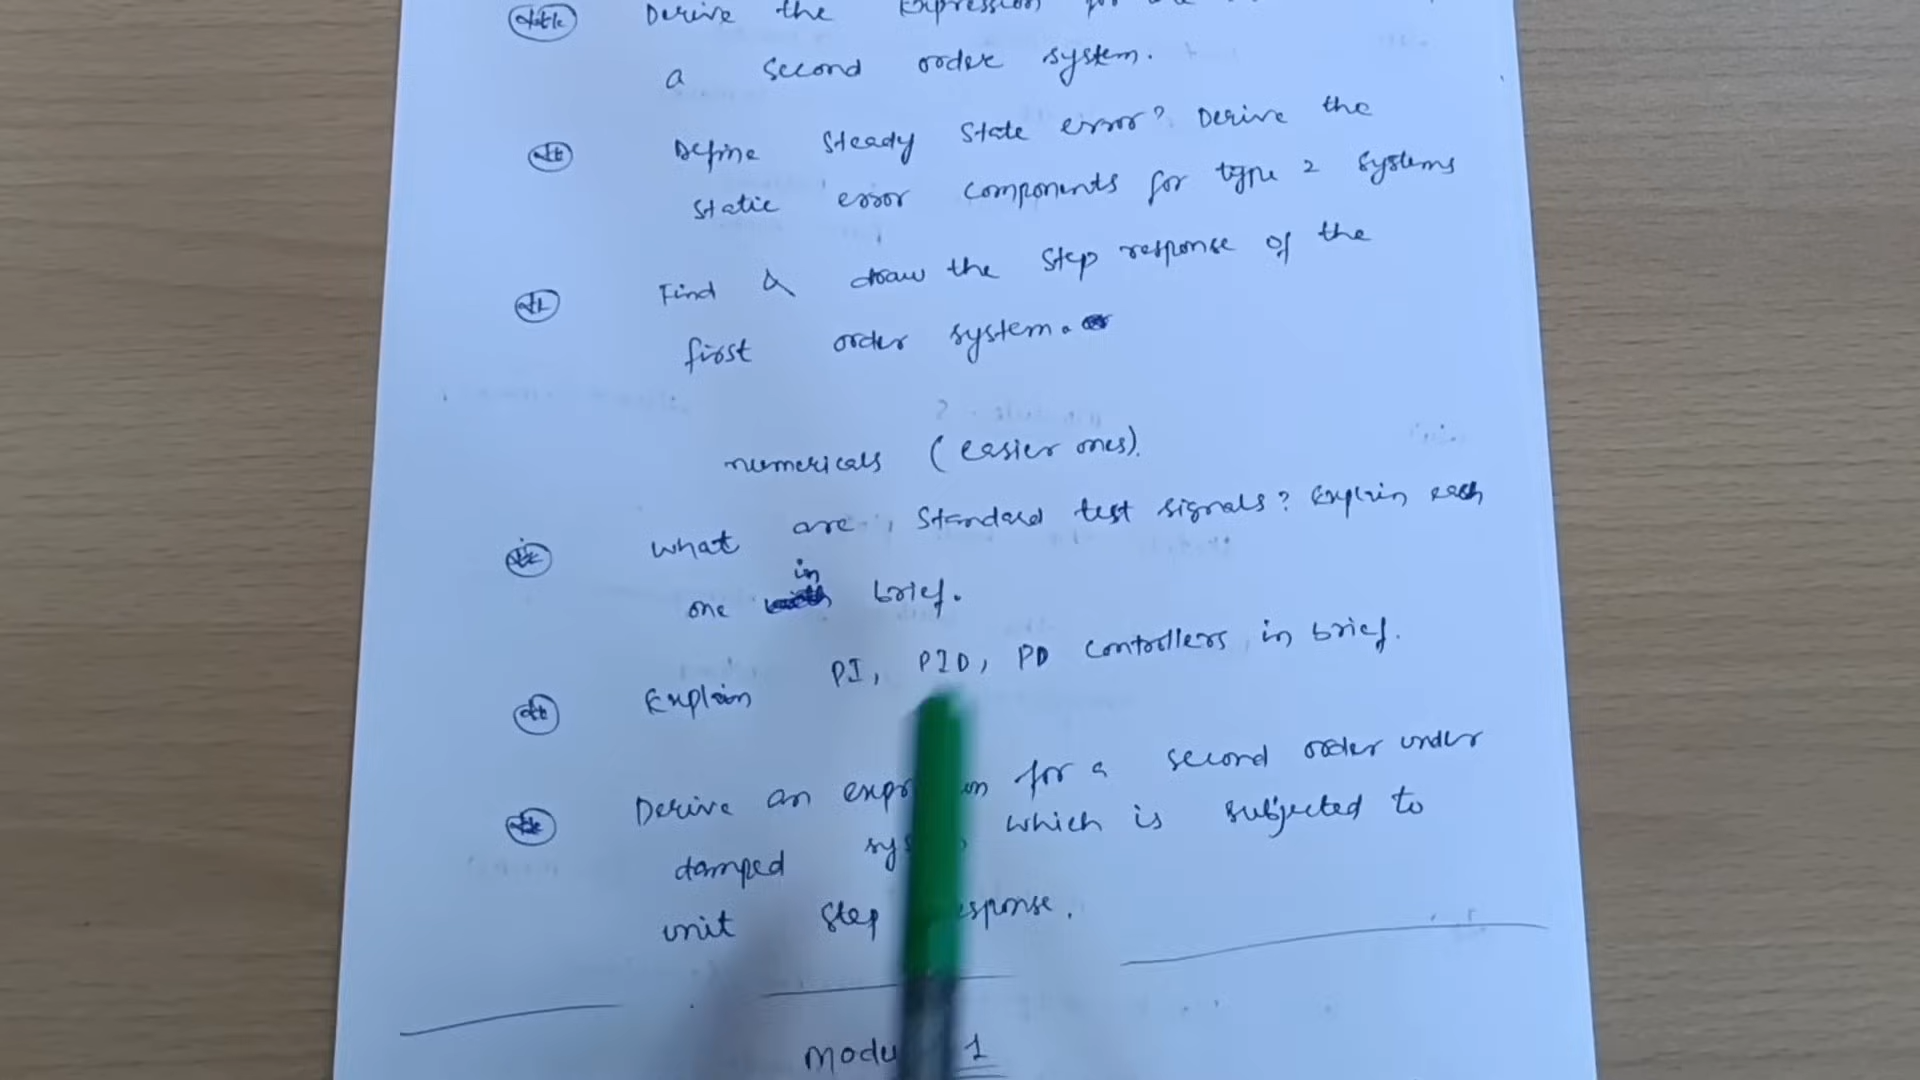 Derive the Expression for
a second order system.
Define steady state error? Derive the
static error components for type 2 systems
Find & draw the step response of the
first order system.
numericals (easier ones).
what are standard test signals? Explain each
one in brief.
Explain PI, PID, PD controllers in brief.
Derive an for a second order under
damped which is subjected to
unit step
1